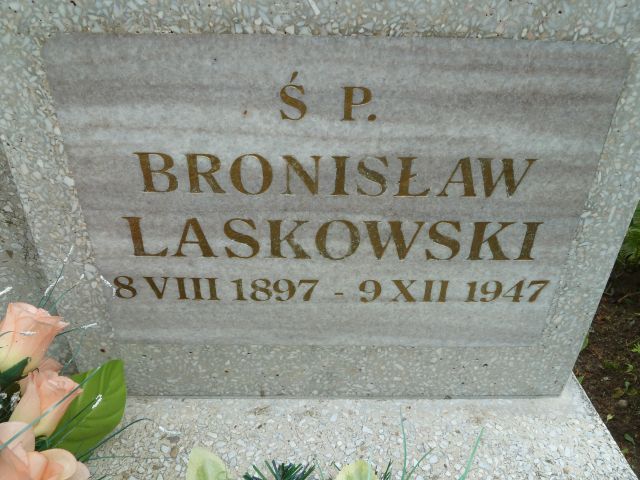 Ś P.
BRONISŁAW
LASKOWSKI
8 VIII 1897 - 9 XII 1947